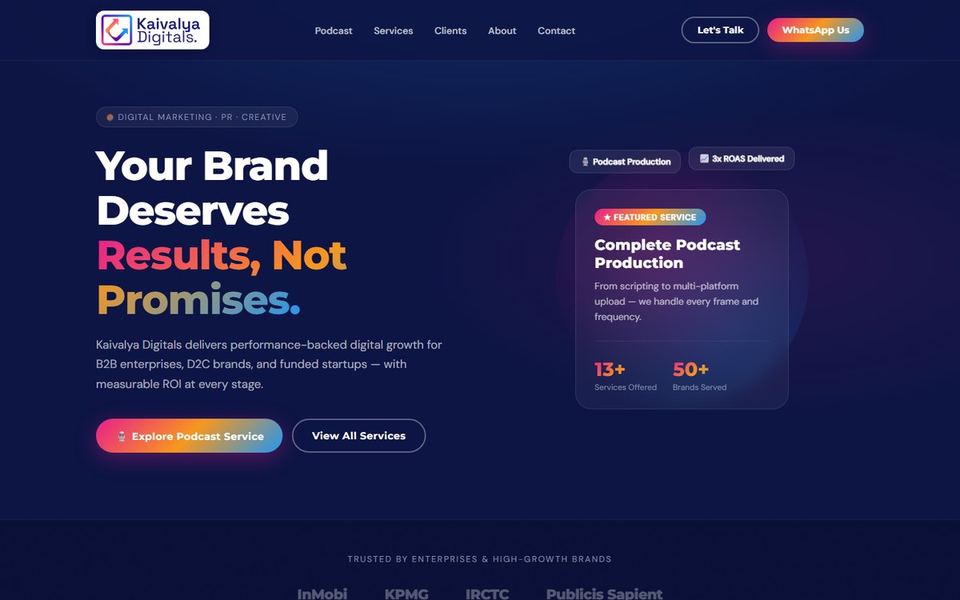 Kaivalya
Digitals.
Podcast Services Clients About Contact
Let's Talk
WhatsApp Us
DIGITAL MARKETING · PR · CREATIVE
Your Brand
Deserves
Results, Not
Promises.
Kaivalya Digitals delivers performance-backed digital growth for
B2B enterprises, D2C brands, and funded startups — with
measurable ROI at every stage.
Explore Podcast Service
View All Services
Podcast Production
3x ROAS Delivered
★ FEATURED SERVICE
Complete Podcast
Production
From scripting to multi-platform
upload — we handle every frame and
frequency.
13+
Services Offered
50+
Brands Served
TRUSTED BY ENTERPRISES & HIGH-GROWTH BRANDS
InMobi KPMG IRCTC Publicis Sapient